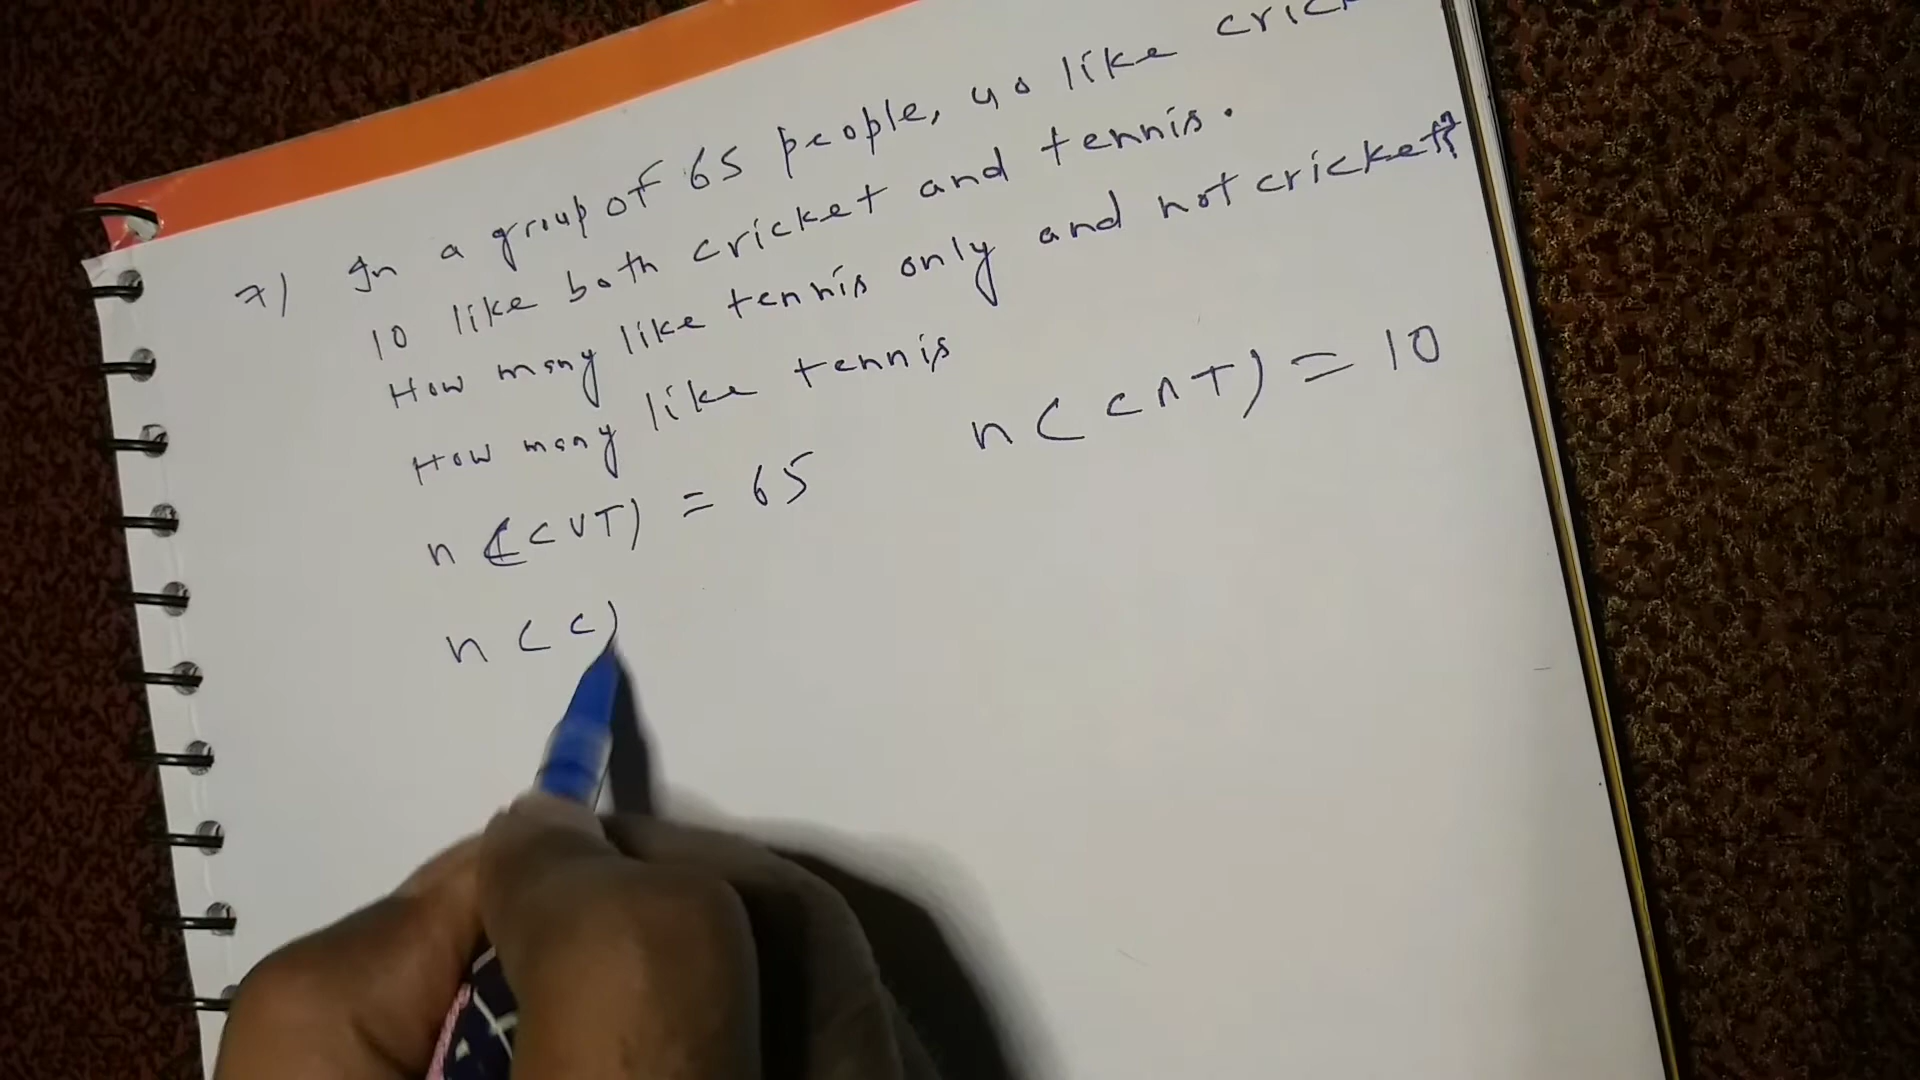 7) In a group of 65 people, 40 like crick
10 like both cricket and tennis.
How many like tennis only and not cricket?
How many like tennis
n(C∪T) = 65 n(C∩T) = 10
n(C)